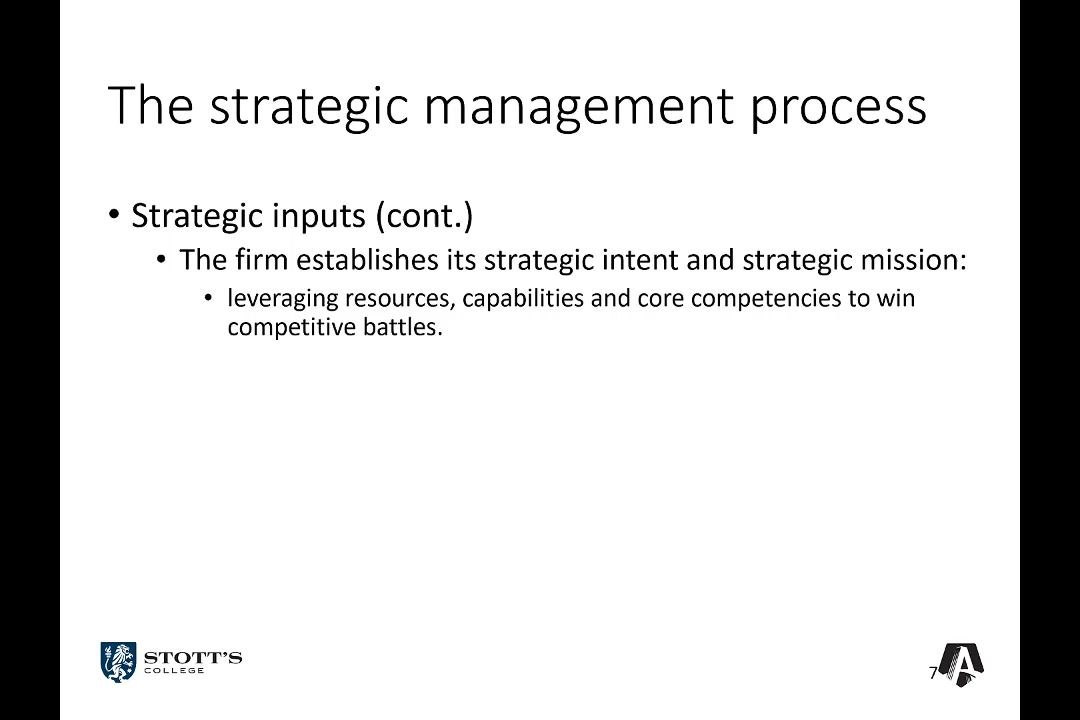 The strategic management process
• Strategic inputs (cont.)
• The firm establishes its strategic intent and strategic mission:
• leveraging resources, capabilities and core competencies to win
competitive battles.
STOTT'S
COLLEGE
7
A